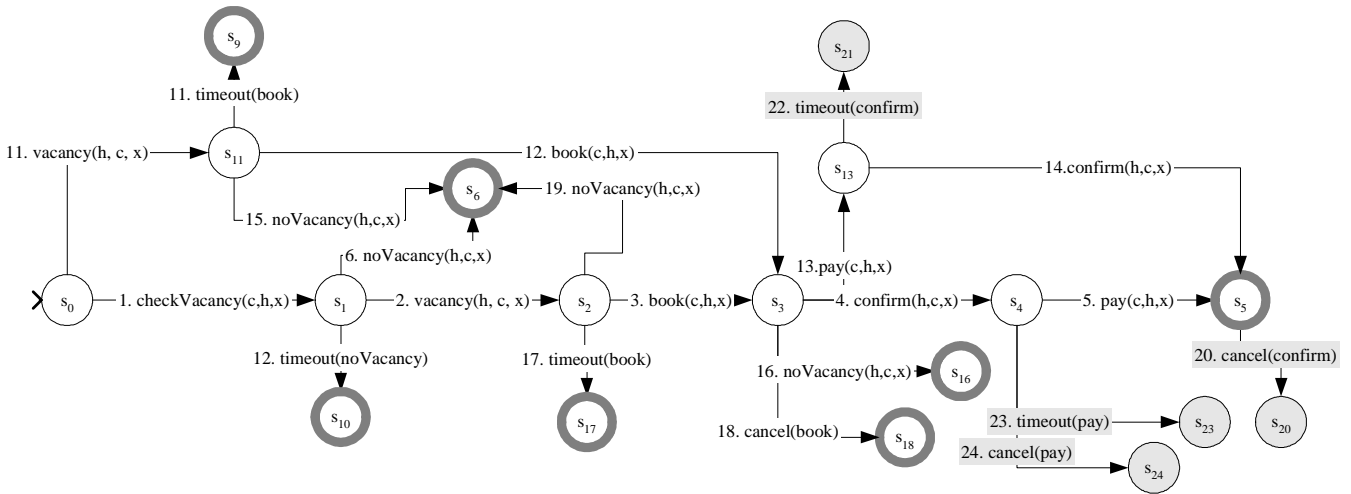 s9
s21
11. timeout(book)
22. timeout(confirm)
11. vacancy(h, c, x)
s11
12. book(c,h,x)
s13
14.confirm(h,c,x)
s6
19. noVacancy(h,c,x)
15. noVacancy(h,c,x)
6. noVacancy(h,c,x)
13.pay(c,h,x)
s0
1. checkVacancy(c,h,x)
s1
2. vacancy(h, c, x)
s2
3. book(c,h,x)
s3
4. confirm(h,c,x)
s4
5. pay(c,h,x)
s5
12. timeout(noVacancy)
17. timeout(book)
20. cancel(confirm)
16. noVacancy(h,c,x)
s16
s10
s17
23. timeout(pay)
s23
s20
18. cancel(book)
s18
24. cancel(pay)
s24